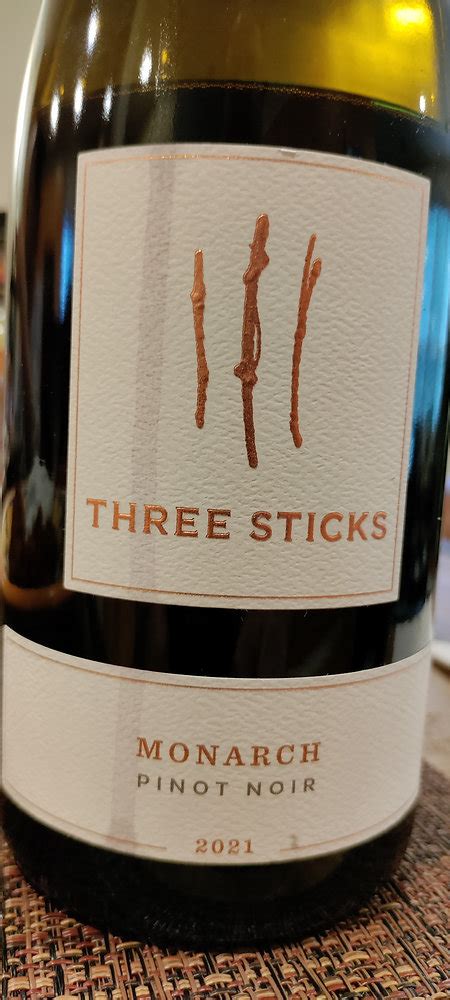 THREE STICKS
MONARCH
PINOT NOIR
2021